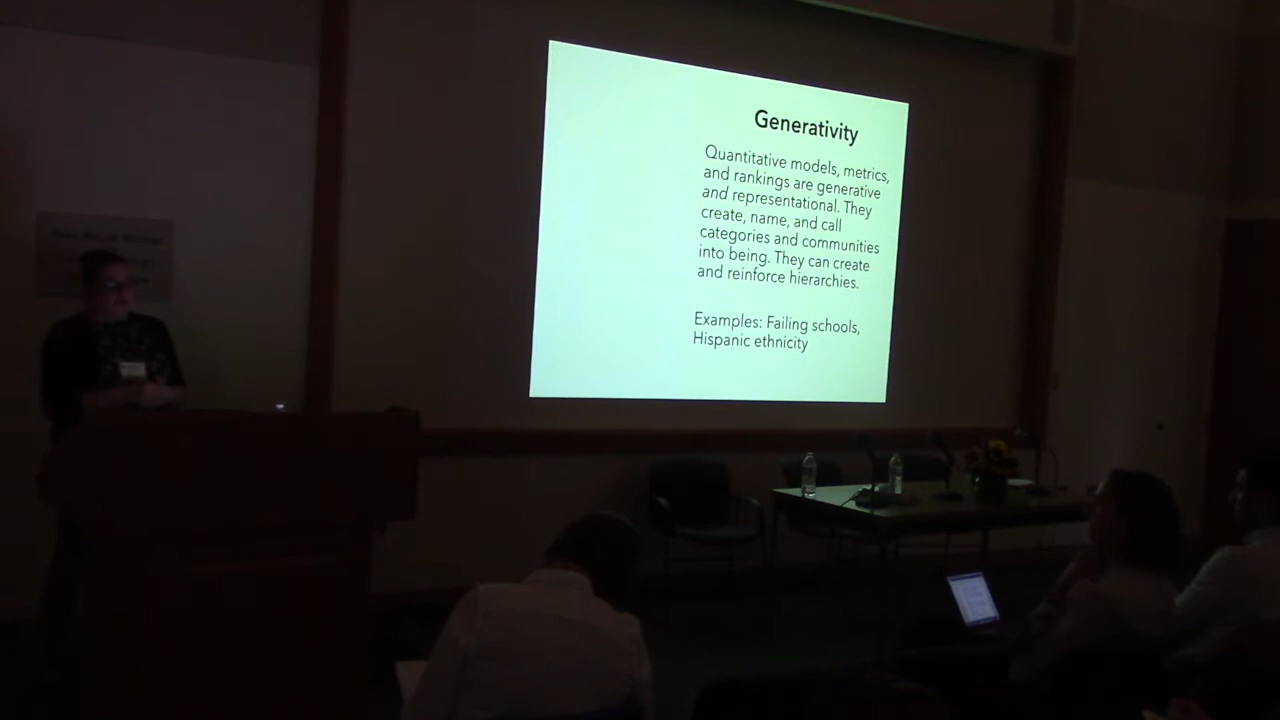 Generativity
Quantitative models, metrics,
and rankings are generative
and representational. They
create, name, and call
categories and communities
into being. They can create
and reinforce hierarchies.
Examples: Failing schools,
Hispanic ethnicity